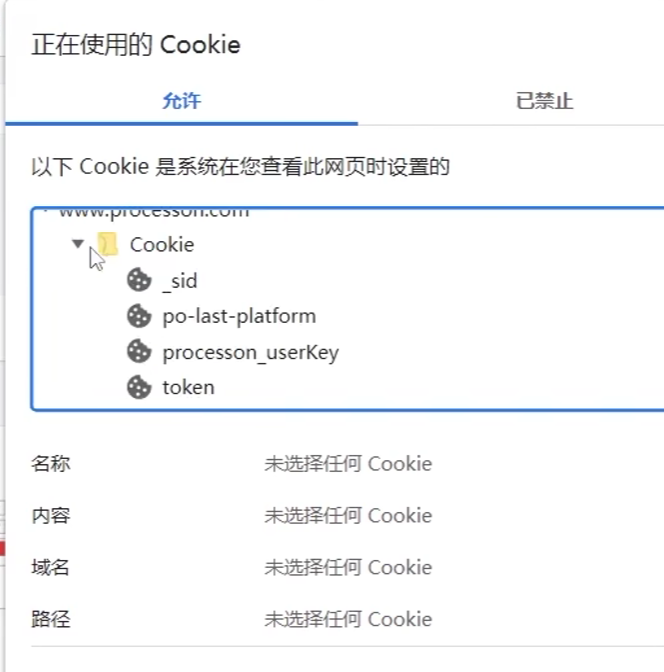 正在使用的 Cookie
允许
已禁止
以下 Cookie 是系统在您查看此网页时设置的
www.processon.com
Cookie
_sid
po-last-platform
processon_userKey
token
名称 未选择任何 Cookie
内容 未选择任何 Cookie
域名 未选择任何 Cookie
路径 未选择任何 Cookie